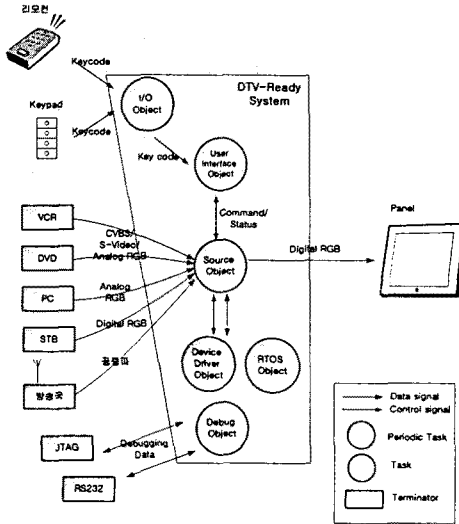 리모컨
Keycode
Keypad
Keycode
DTV-Ready
System
I/O
Object
Key code
User
Interface
Object
Command/
Status
VCR
DVD
PC
STB
방송국
CVBS/
S-Video/
Analog RGB
Analog
RGB
Digital RGB
공중파
Source
Object
Digital RGB
Panel
Device
Driver
Object
RTOS
Object
Debug
Object
JTAG
RS232
Debugging
Data
Data signal
Control signal
Periodic Task
Task
Terminator